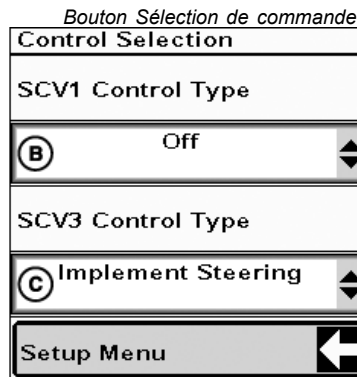 Bouton Sélection de commande
Control Selection
SCV1 Control Type
B Off
SCV3 Control Type
C Implement Steering
Setup Menu